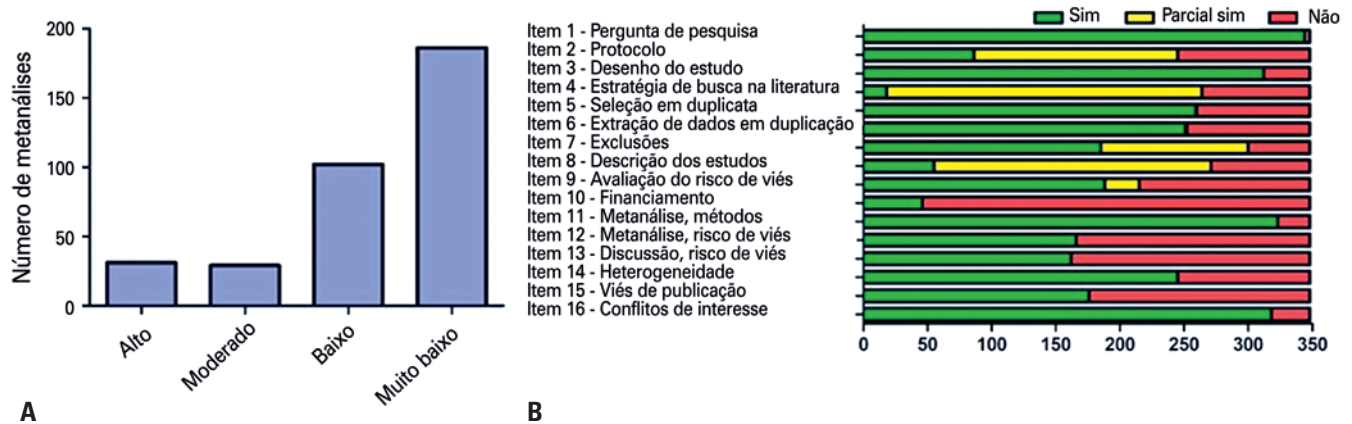 Número de metanálises
200
150
100
50
0
Alto
Moderado
Baixo
Muito baixo
A
Sim
Parcial sim
Não
Item 1 - Pergunta de pesquisa
Item 2 - Protocolo
Item 3 - Desenho do estudo
Item 4 - Estratégia de busca na literatura
Item 5 - Seleção em duplicata
Item 6 - Extração de dados em duplicação
Item 7 - Exclusões
Item 8 - Descrição dos estudos
Item 9 - Avaliação do risco de viés
Item 10 - Financiamento
Item 11 - Metanálise, métodos
Item 12 - Metanálise, risco de viés
Item 13 - Discussão, risco de viés
Item 14 - Heterogeneidade
Item 15 - Viés de publicação
Item 16 - Conflitos de interesse
0 50 100 150 200 250 300 350
B